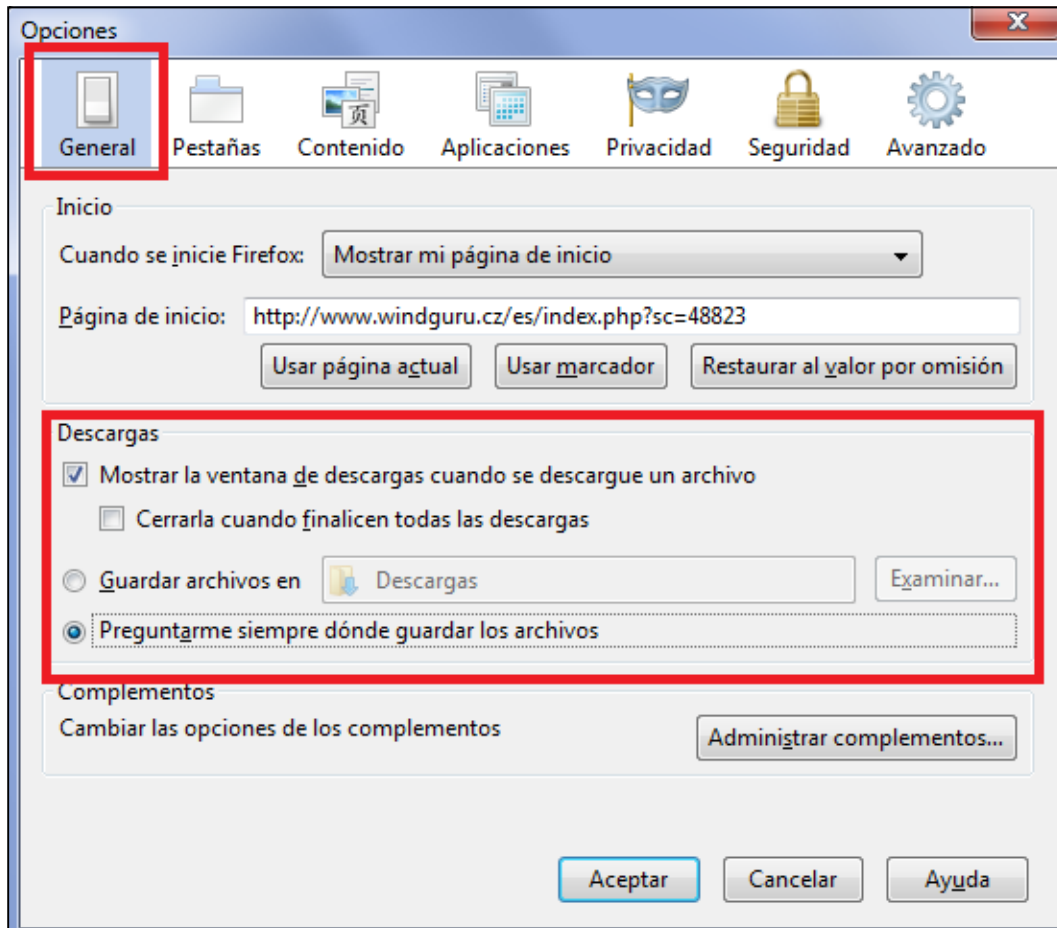 Opciones
General Pestañas Contenido Aplicaciones Privacidad Seguridad Avanzado
Inicio
Cuando se inicie Firefox: Mostrar mi página de inicio
Página de inicio: http://www.windguru.cz/es/index.php?sc=48823
Usar página actual Usar marcador Restaurar al valor por omisión
Descargas
Mostrar la ventana de descargas cuando se descargue un archivo
Cerrarla cuando finalicen todas las descargas
Guardar archivos en Descargas Examinar...
Preguntarme siempre dónde guardar los archivos
Complementos
Cambiar las opciones de los complementos Administrar complementos...
Aceptar Cancelar Ayuda